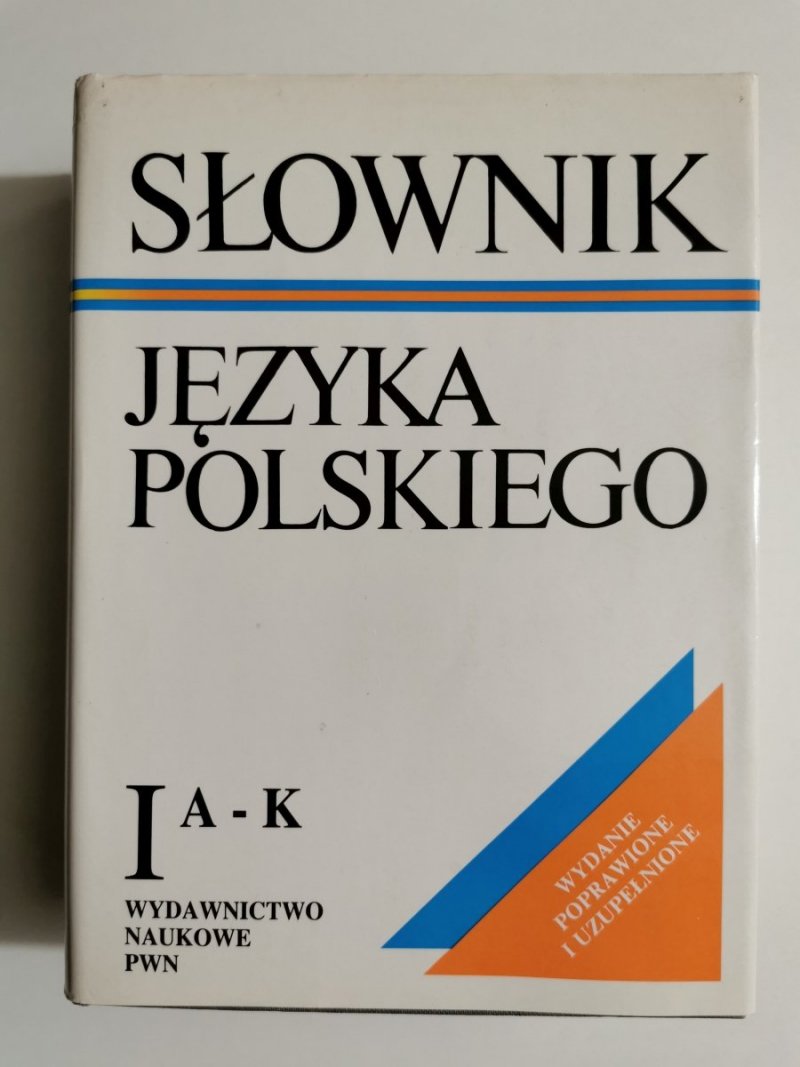 SŁOWNIK
JĘZYKA
POLSKIEGO
I A - K
WYDAWNICTWO
NAUKOWE
PWN
WYDANIE
POPRAWIONE
I UZUPEŁNIONE